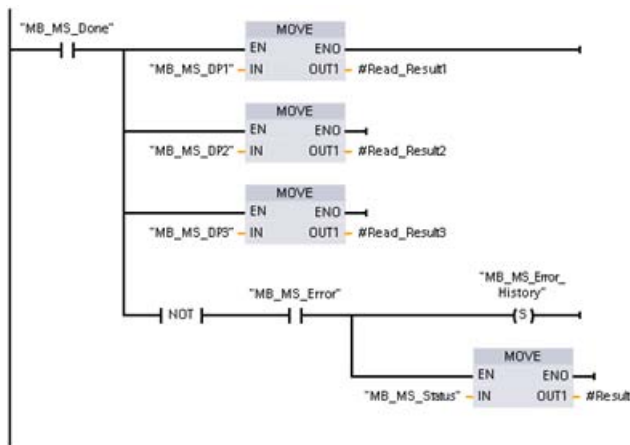 "MB_MS_Done"
MOVE
EN ENO
"MB_MS_DP1" IN OUT1 #Read_Result1
MOVE
EN ENO
"MB_MS_DP2" IN OUT1 #Read_Result2
MOVE
EN ENO
"MB_MS_DP3" IN OUT1 #Read_Result3
NOT
"MB_MS_Error"
"MB_MS_Error_
History"
S
MOVE
EN ENO
"MB_MS_Status" IN OUT1 #Result